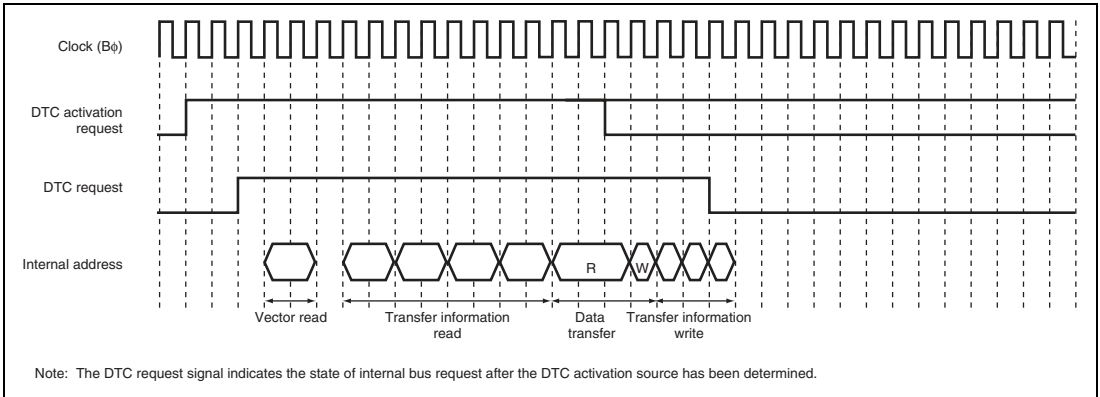 Clock (Bϕ)
DTC activation
request
DTC request
Internal address
R
W
Vector read
Transfer information
read
Data
transfer
Transfer information
write
Note: The DTC request signal indicates the state of internal bus request after the DTC activation source has been determined.